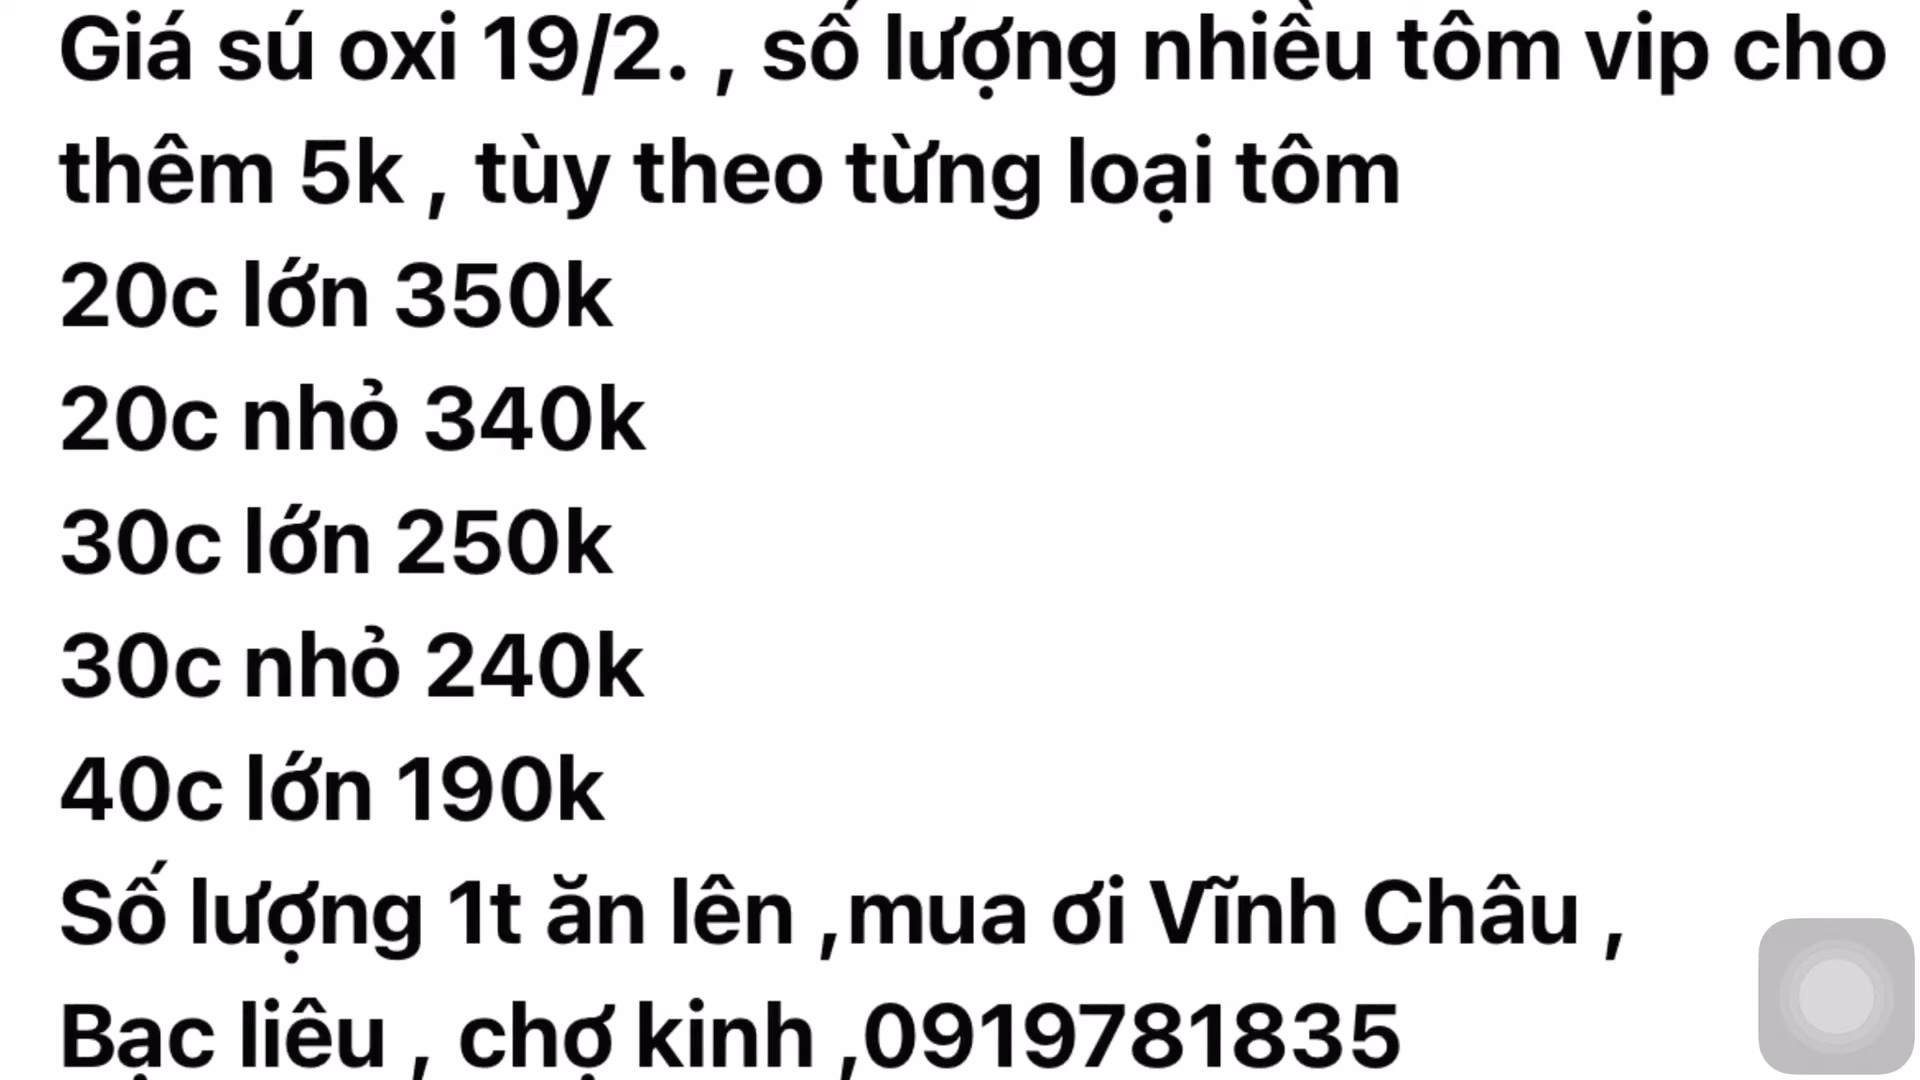 Giá sú oxi 19/2. , số lượng nhiều tôm vip cho
thêm 5k , tùy theo từng loại tôm
20c lớn 350k
20c nhỏ 340k
30c lớn 250k
30c nhỏ 240k
40c lớn 190k
Số lượng 1t ăn lên ,mua ơi Vĩnh Châu ,
Bạc liêu , chợ kinh ,0919781835